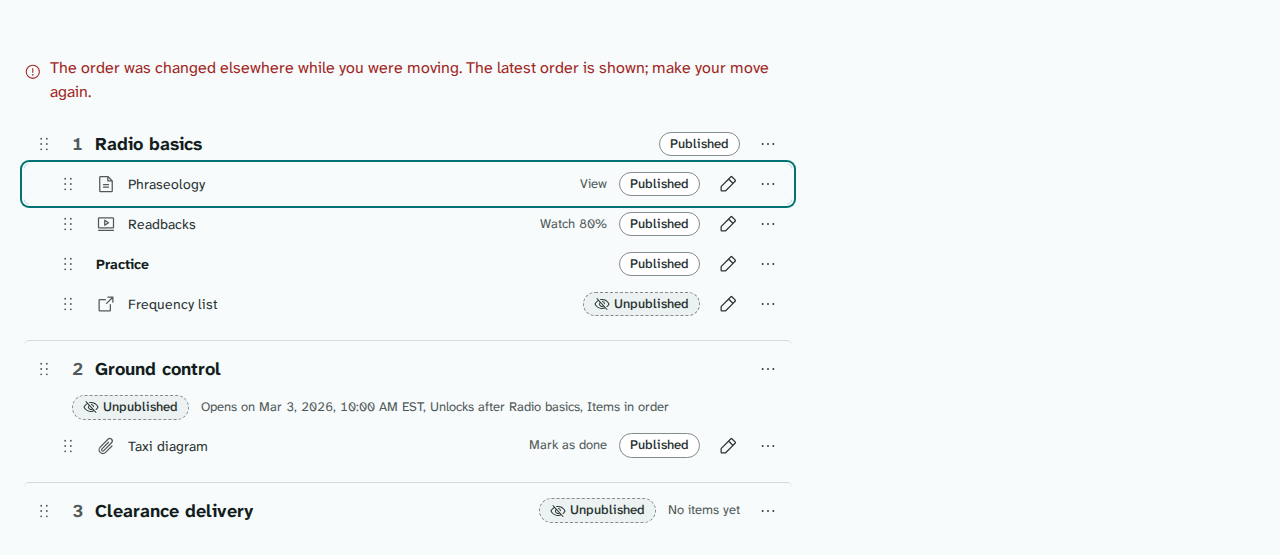 The order was changed elsewhere while you were moving. The latest order is shown; make your move
again.
1 Radio basics Published
Phraseology View Published
Readbacks Watch 80% Published
Practice Published
Frequency list Unpublished
2 Ground control
Unpublished Opens on Mar 3, 2026, 10:00 AM EST, Unlocks after Radio basics, Items in order
Taxi diagram Mark as done Published
3 Clearance delivery Unpublished No items yet